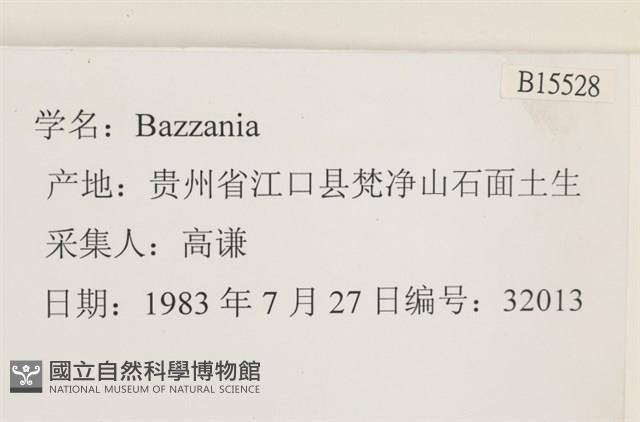 B15528
学名：Bazzania
产地：贵州省江口县梵净山石面土生
采集人：高谦
日期：1983 年 7 月 27 日编号：32013
國立自然科學博物館
NATIONAL MUSEUM OF NATURAL SCIENCE